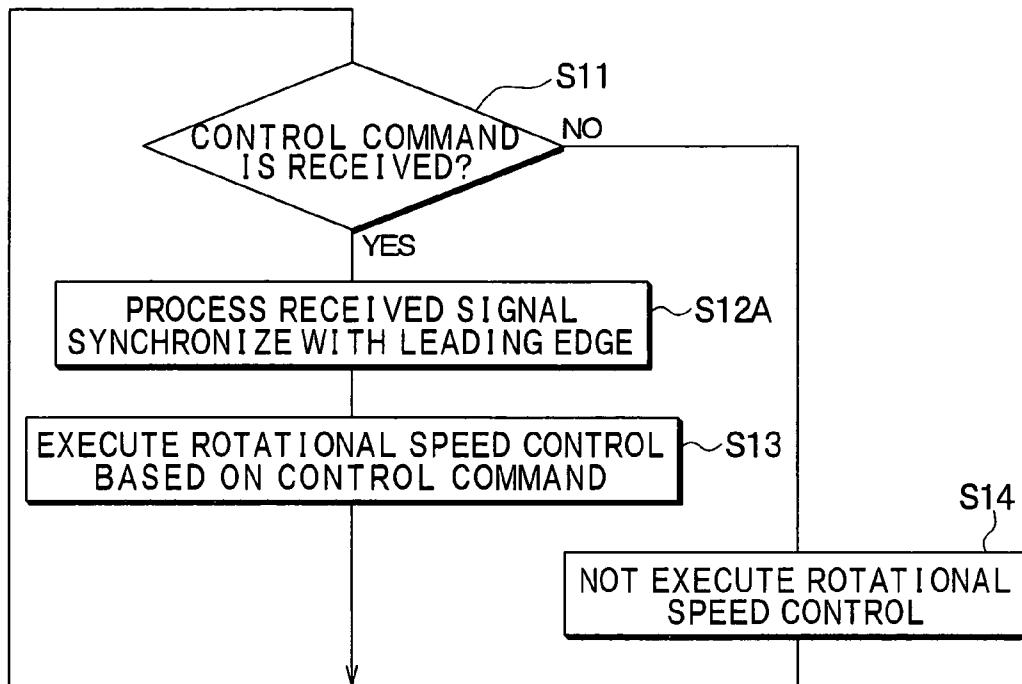 S11
CONTROL COMMAND
IS RECEIVED?
NO
YES
PROCESS RECEIVED SIGNAL
SYNCHRONIZE WITH LEADING EDGE
S12A
EXECUTE ROTATIONAL SPEED CONTROL
BASED ON CONTROL COMMAND
S13
S14
NOT EXECUTE ROTATIONAL
SPEED CONTROL